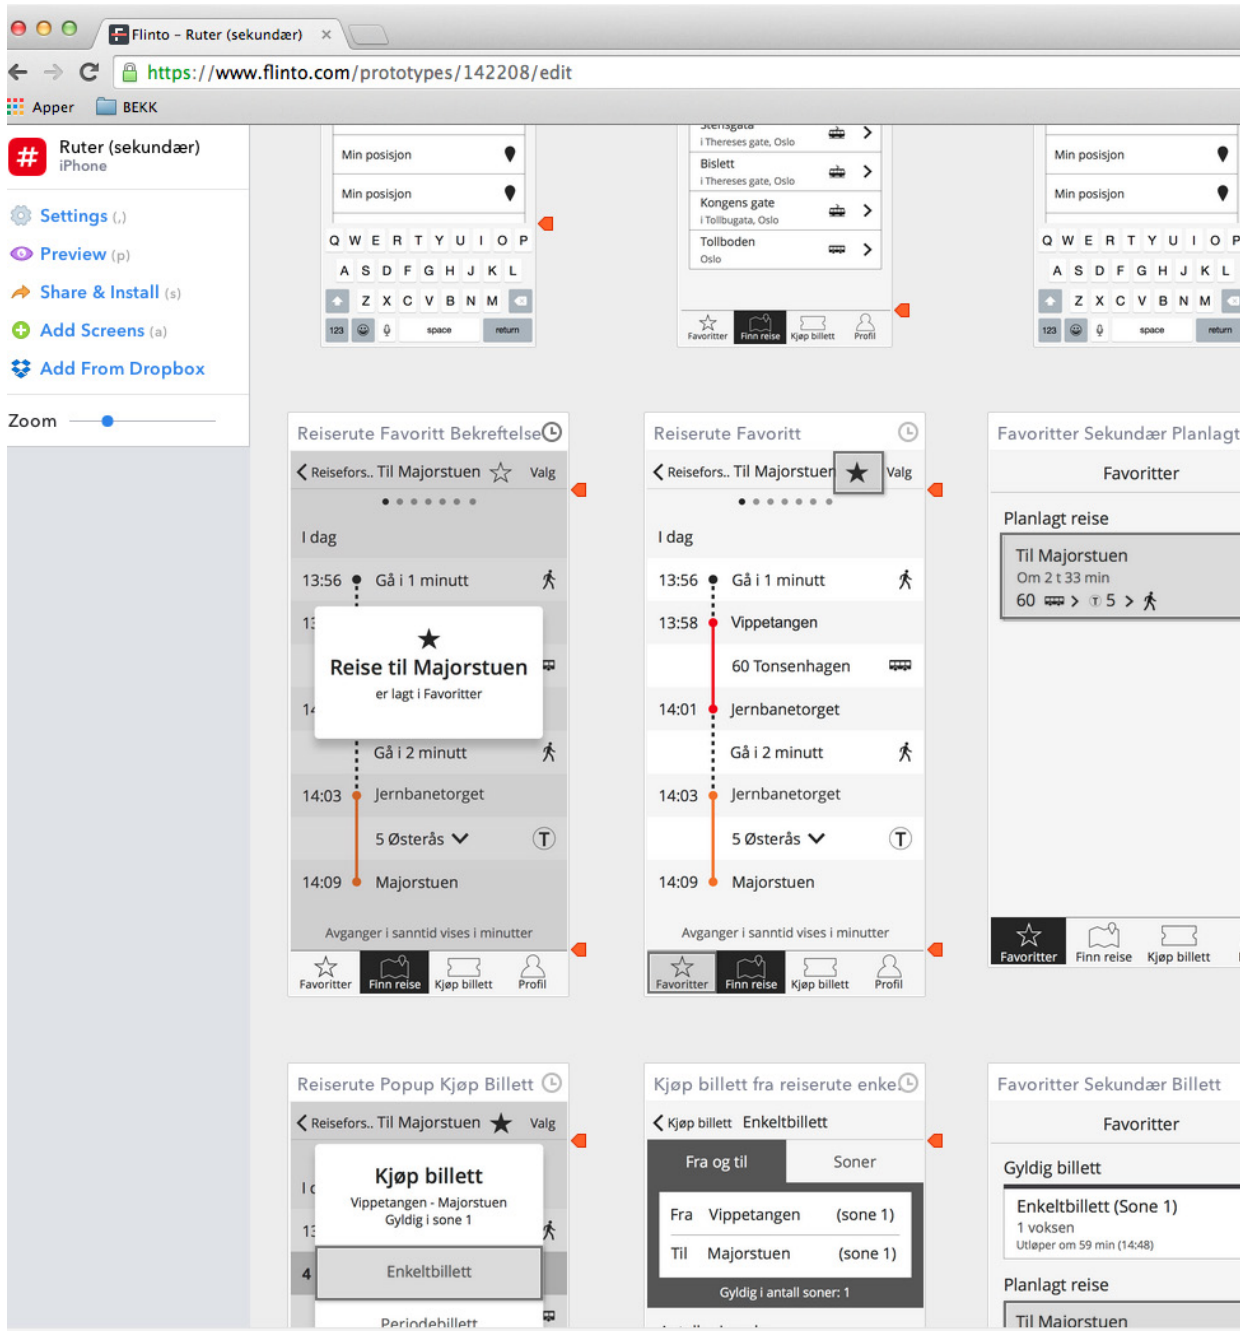 Flinto – Ruter (sekundær) ×
https://www.flinto.com/prototypes/142208/edit
Apper BEKK
Ruter (sekundær)
iPhone
Settings (,)
Preview (p)
Share & Install (s)
Add Screens (a)
Add From Dropbox
Zoom
Min posisjon
Min posisjon
Q W E R T Y U I O P
A S D F G H J K L
Z X C V B N M
123 space return
Stensgata
i Thereses gate, Oslo
Bislett
i Thereses gate, Oslo
Kongens gate
i Tollbugata, Oslo
Tollboden
Oslo
Favoritter Finn reise Kjøp billett Profil
Min posisjon
Min posisjon
Q W E R T Y U I O P
A S D F G H J K L
Z X C V B N M
123 space return
Reiserute Favoritt Bekreftelse
Reisefors.. Til Majorstuen Valg
I dag
13:56 Gå i 1 minutt
13
Reise til Majorstuen
er lagt i Favoritter
14
Gå i 2 minutt
14:03 Jernbanetorget
5 Østerås T
14:09 Majorstuen
Avganger i sanntid vises i minutter
Favoritter Finn reise Kjøp billett Profil
Reiserute Favoritt
Reisefors.. Til Majorstuen Valg
I dag
13:56 Gå i 1 minutt
13:58 Vippetangen
60 Tonsenhagen
14:01 Jernbanetorget
Gå i 2 minutt
14:03 Jernbanetorget
5 Østerås T
14:09 Majorstuen
Avganger i sanntid vises i minutter
Favoritter Finn reise Kjøp billett Profil
Favoritter Sekundær Planlagt
Favoritter
Planlagt reise
Til Majorstuen
Om 2 t 33 min
60 > T 5 >
Favoritter Finn reise Kjøp billett
Reiserute Popup Kjøp Billett
Reisefors.. Til Majorstuen Valg
I d
Kjøp billett
Vippetangen - Majorstuen
Gyldig i sone 1
13
4 Enkeltbillett
Periodebillett
Kjøp billett fra reiserute enke
Kjøp billett Enkeltbillett
Fra og til Soner
Fra Vippetangen (sone 1)
Til Majorstuen (sone 1)
Gyldig i antall soner: 1
Favoritter Sekundær Billett
Favoritter
Gyldig billett
Enkeltbillett (Sone 1)
1 voksen
Utløper om 59 min (14:48)
Planlagt reise
Til Majorstuen